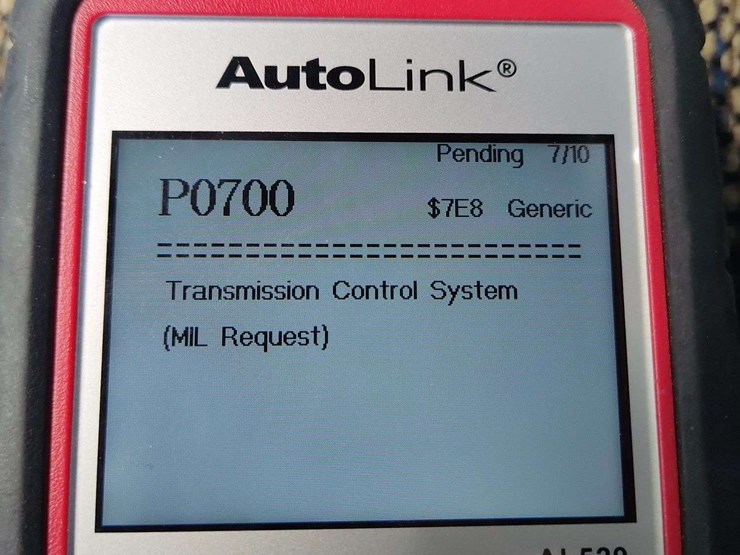 AutoLink®
Pending 7/10
P0700
$7E8 Generic
==============================
Transmission Control System
(MIL Request)